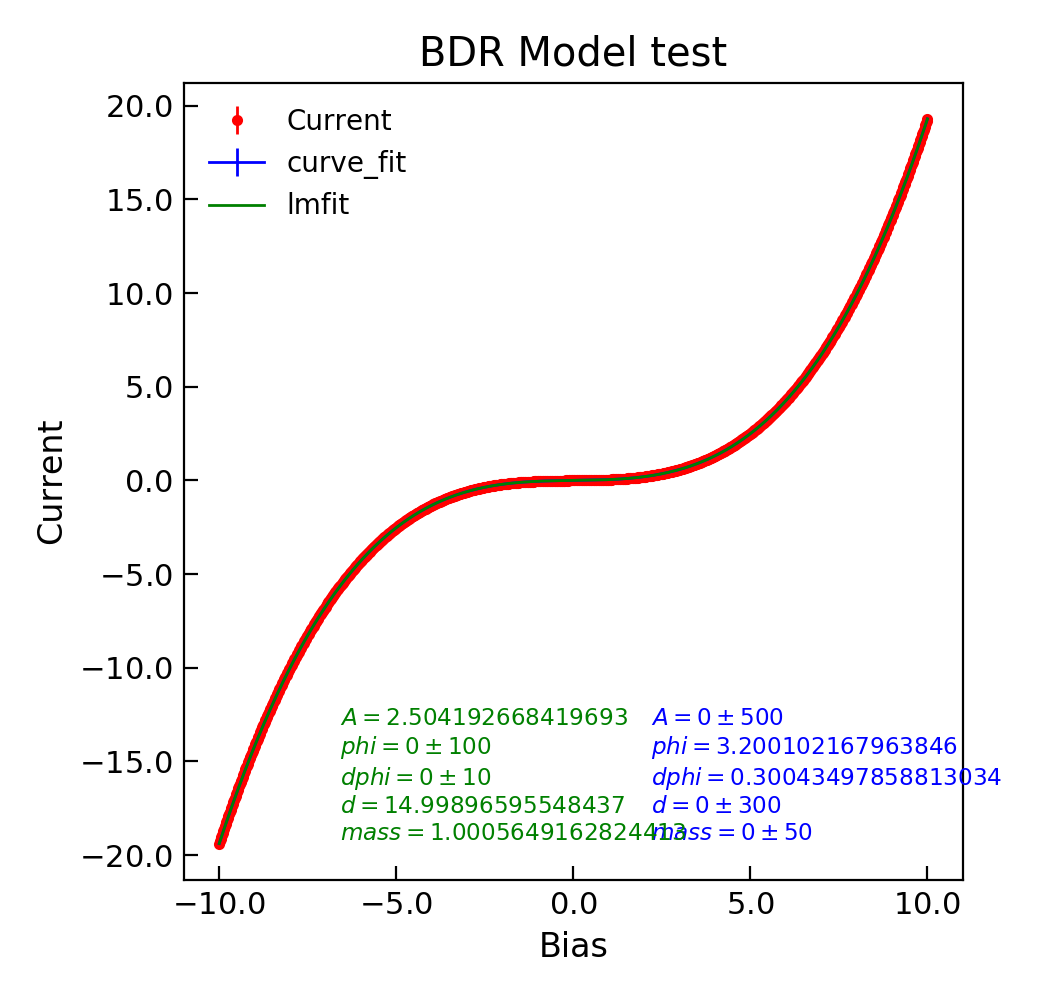 BDR Model test
20.0
15.0
10.0
5.0
0.0
−5.0
−10.0
−15.0
−20.0
Current
Current
curve_fit
lmfit
A = 2.504192668419693
phi = 0 ± 100
dphi = 0 ± 10
d = 14.99896595548437
mass = 1.0005649162824413
A = 0 ± 500
phi = 3.200102167963846
dphi = 0.30043497858813034
d = 0 ± 300
mass = 0 ± 50
−10.0 −5.0 0.0 5.0 10.0
Bias